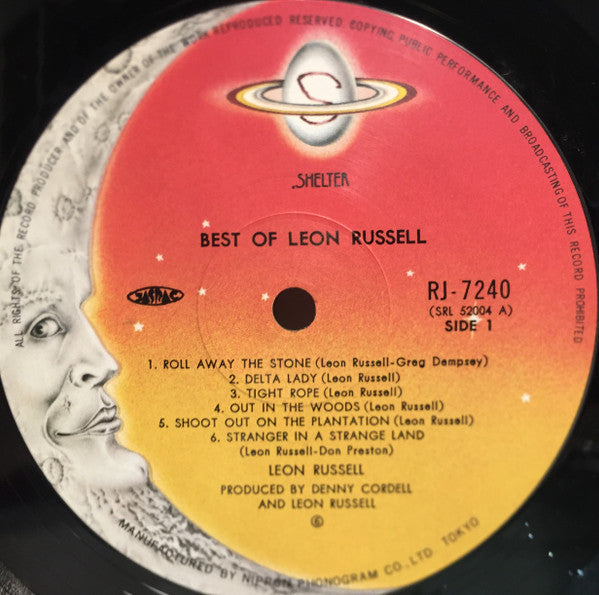 ALL RIGHTS OF THE RECORD PRODUCER AND OF THE OWNER OF THE WORK REPRODUCED RESERVED. COPYING, PUBLIC PERFORMANCE AND BROADCASTING OF THIS RECORD PROHIBITED
S
SHELTER
BEST OF LEON RUSSELL
JASRAC
RJ-7240
(SRL 52004 A)
SIDE 1
1. ROLL AWAY THE STONE (Leon Russell-Greg Dempsey)
2. DELTA LADY (Leon Russell)
3. TIGHT ROPE (Leon Russell)
4. OUT IN THE WOODS (Leon Russell)
5. SHOOT OUT ON THE PLANTATION (Leon Russell)
6. STRANGER IN A STRANGE LAND
(Leon Russell-Don Preston)
LEON RUSSELL
PRODUCED BY DENNY CORDELL
AND LEON RUSSELL
MANUFACTURED BY NIPPON PHONOGRAM CO., LTD. TOKYO